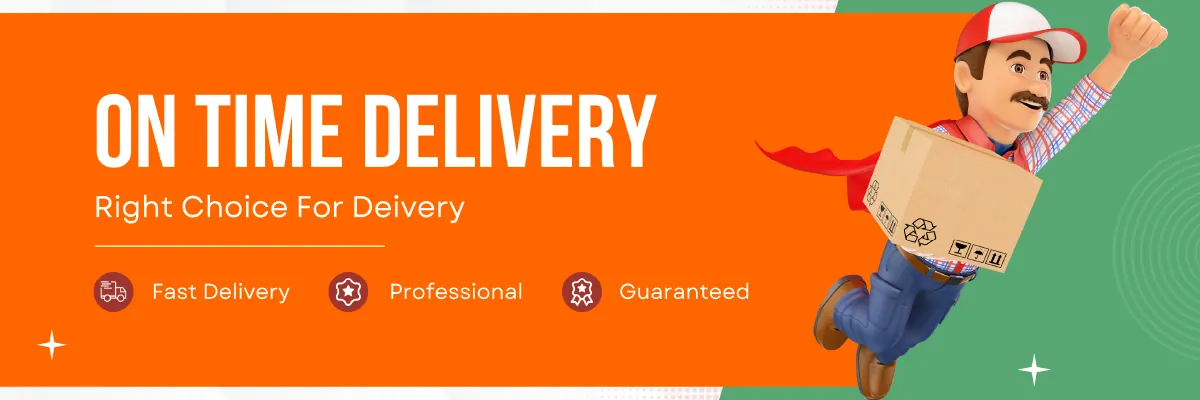 ON TIME DELIVERY
Right Choice For Deivery
Fast Delivery
Professional
Guaranteed